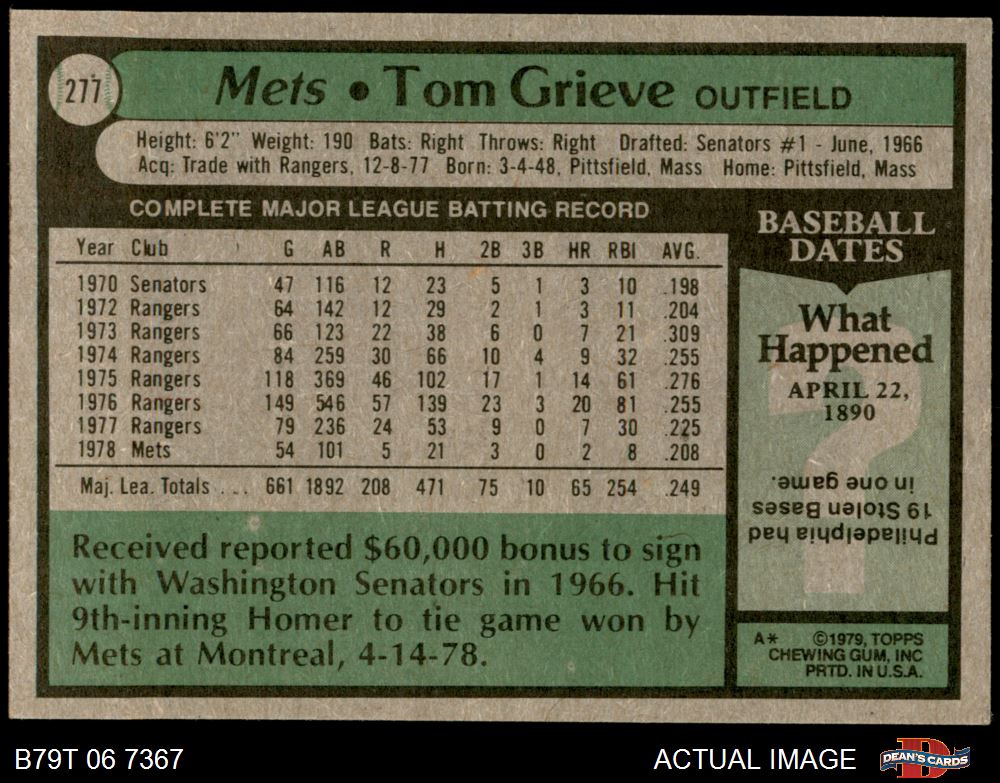 277
Mets • Tom Grieve OUTFIELD
Height: 6'2" Weight: 190 Bats: Right Throws: Right Drafted: Senators #1 - June, 1966
Acq: Trade with Rangers, 12-8-77 Born: 3-4-48, Pittsfield, Mass Home: Pittsfield, Mass
COMPLETE MAJOR LEAGUE BATTING RECORD
Year Club G AB R H 2B 3B HR RBI AVG.
1970 Senators 47 116 12 23 5 1 3 10 .198
1972 Rangers 64 142 12 29 2 1 3 11 .204
1973 Rangers 66 123 22 38 6 0 7 21 .309
1974 Rangers 84 259 30 66 10 4 9 32 .255
1975 Rangers 118 369 46 102 17 1 14 61 .276
1976 Rangers 149 546 57 139 23 3 20 81 .255
1977 Rangers 79 236 24 53 9 0 7 30 .225
1978 Mets 54 101 5 21 3 0 2 8 .208
Maj. Lea. Totals . . . 661 1892 208 471 75 10 65 254 .249
Received reported $60,000 bonus to sign
with Washington Senators in 1966. Hit
9th-inning Homer to tie game won by
Mets at Montreal, 4-14-78.
BASEBALL
DATES
What
Happened
APRIL 22,
1890
?
Philadelphia had
19 Stolen Bases
in one game.
A* ©1979, TOPPS
CHEWING GUM, INC
PRTD. IN U.S.A.
B79T 06 7367
ACTUAL IMAGE
D
DEAN'S CARDS